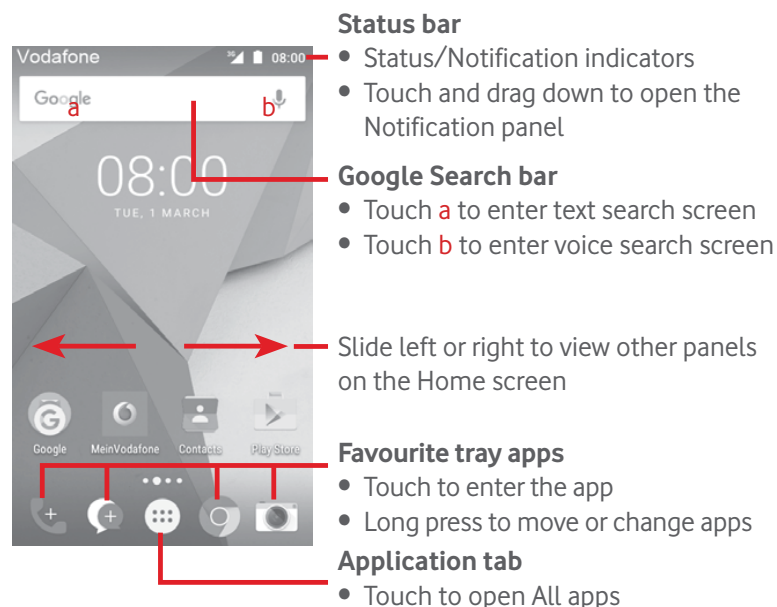 Vodafone
3G
08:00
Google
a
b
08:00
TUE, 1 MARCH
Google
MeinVodafone
Contacts
Play Store
Status bar
• Status/Notification indicators
• Touch and drag down to open the
Notification panel
Google Search bar
• Touch a to enter text search screen
• Touch b to enter voice search screen
Slide left or right to view other panels
on the Home screen
Favourite tray apps
• Touch to enter the app
• Long press to move or change apps
Application tab
• Touch to open All apps